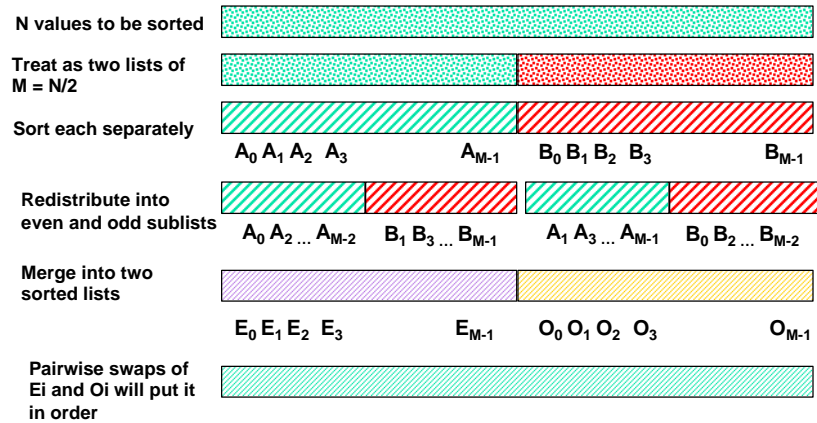 N values to be sorted
Treat as two lists of
M = N/2
Sort each separately
A0 A1 A2 A3 AM-1 B0 B1 B2 B3 BM-1
Redistribute into
even and odd sublists
A0 A2 ... AM-2 B1 B3 ... BM-1 A1 A3 ... AM-1 B0 B2 ... BM-2
Merge into two
sorted lists
E0 E1 E2 E3 EM-1 O0 O1 O2 O3 OM-1
Pairwise swaps of
Ei and Oi will put it
in order